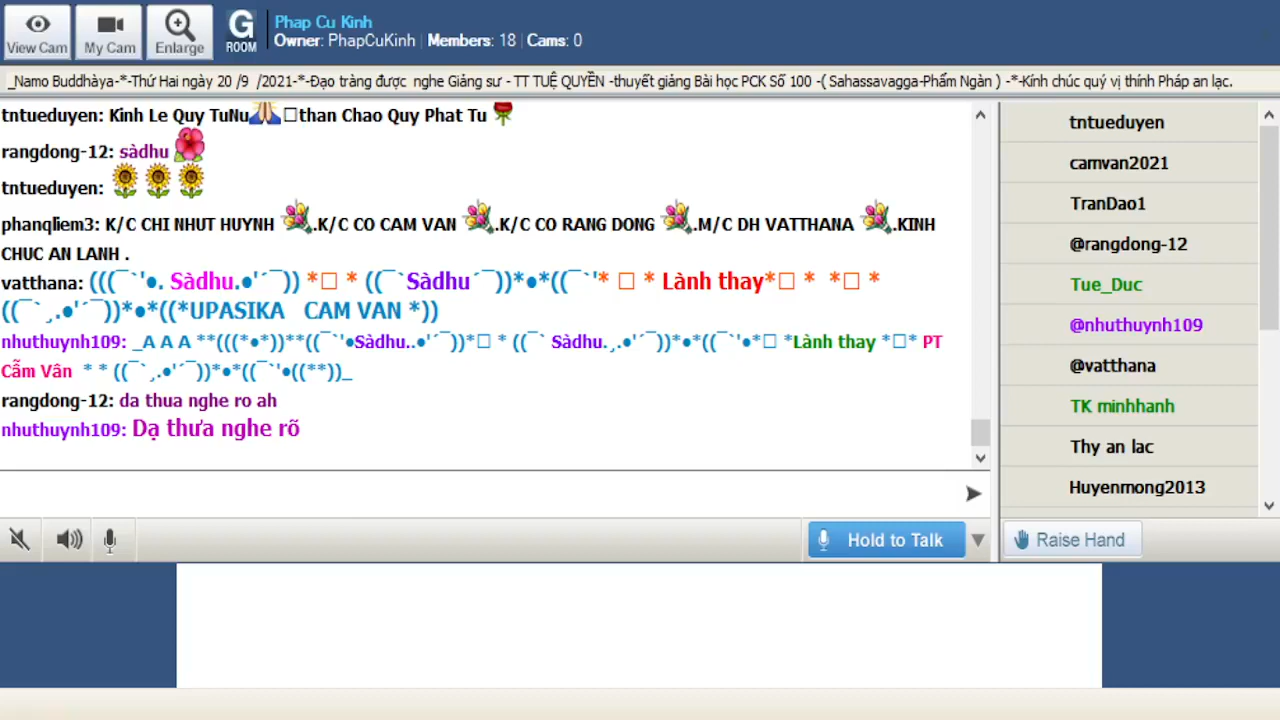 View Cam
My Cam
Enlarge
G
ROOM
Phap Cu Kinh
Owner: PhapCuKinh | Members: 18 | Cams: 0
_Namo Buddhàya-*-Thứ Hai ngày 20 /9 /2021-*-Đạo tràng được nghe Giảng sư - TT TUỆ QUYỀN -thuyết giảng Bài học PCK Số 100 -( Sahassavagga-Phẩm Ngàn ) -*-Kính chúc quý vị thính Pháp an lạc.
tntueduyen: Kinh Le Quy TuNu🙏□than Chao Quy Phat Tu 🌹
rangdong-12: sàdhu 🌺
tntueduyen: 🌻🌻🌻
phanqliem3: K/C CHI NHUT HUYNH 💐.K/C CO CAM VAN 💐.K/C CO RANG DONG 💐.M/C DH VATTHANA 💐.KINH
CHUC AN LANH .
vatthana: (((¯`'•. Sàdhu.•'´¯)) *□ * ((¯`Sàdhu´¯))*•*((¯`'* □ * Lành thay*□ * *□ *
((¯`¸.•'´¯))*•*((*UPASIKA CAM VAN *))
nhuthuynh109: _A A A **(((*•*))**((¯`'•Sàdhu..•'´¯))*□ * ((¯` Sàdhu.¸.•'´¯))*•*((¯`'•*□ *Lành thay *□* PT
Cẫm Vân * * ((¯`¸.•'´¯))*•*((¯`'•((**))_
rangdong-12: da thua nghe ro ah
nhuthuynh109: Dạ thưa nghe rõ
Hold to Talk
tntueduyen
camvan2021
TranDao1
@rangdong-12
Tue_Duc
@nhuthuynh109
@vatthana
TK minhhanh
Thy an lac
Huyenmong2013
Raise Hand